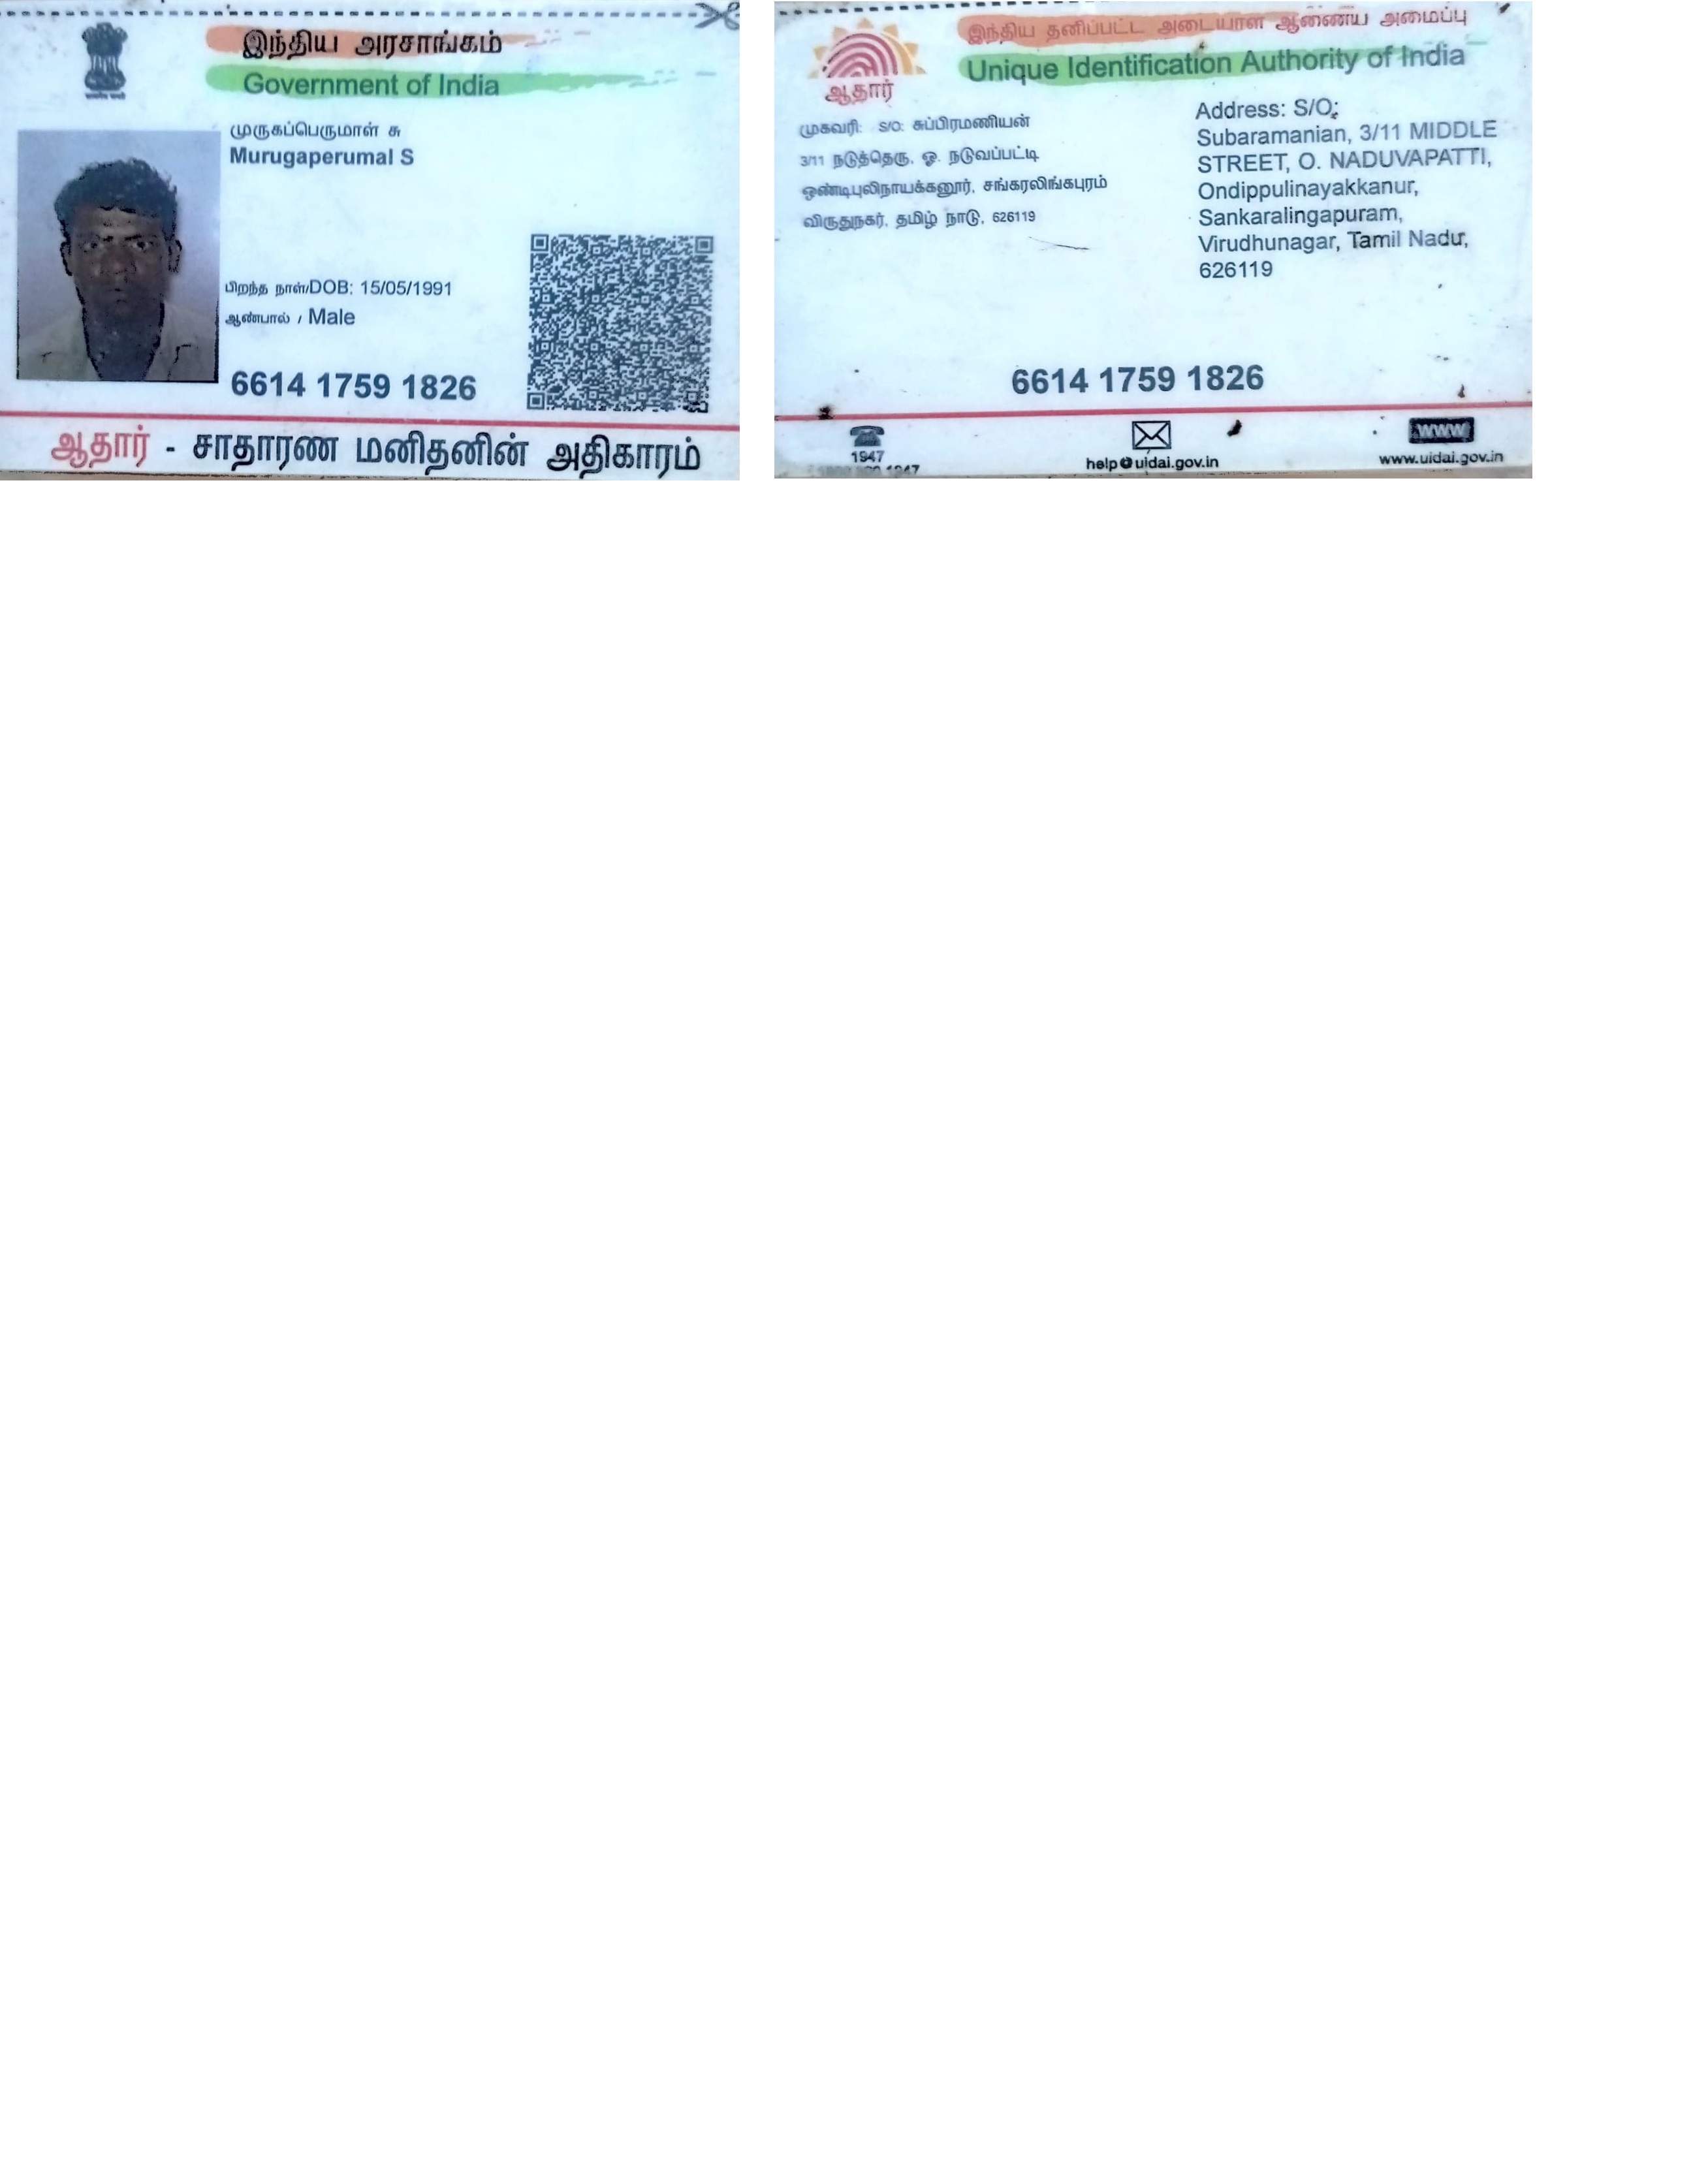 இந்திய அரசாங்கம்
Government of India
முருகப்பெருமாள் சு
Murugaperumal S
பிறந்த நாள்/DOB: 15/05/1991
ஆண்பால் / Male
6614 1759 1826
ஆதார் - சாதாரண மனிதனின் அதிகாரம்
இந்திய தனிப்பட்ட அடையாள ஆணைய அமைப்பு
Unique Identification Authority of India
ஆதார்
முகவரி: S/O: சுப்பிரமணியன்
3/11 நடுத்தெரு, ஓ. நடுவப்பட்டி
ஒண்டிபுலிநாயக்கனூர், சங்கரலிங்கபுரம்
விருதுநகர், தமிழ் நாடு, 626119
Address: S/O:
Subaramanian, 3/11 MIDDLE
STREET, O. NADUVAPATTI,
Ondippulinayakkanur,
Sankaralingapuram,
Virudhunagar, Tamil Nadu,
626119
6614 1759 1826
1947
help@uidai.gov.in
WWW
www.uidai.gov.in